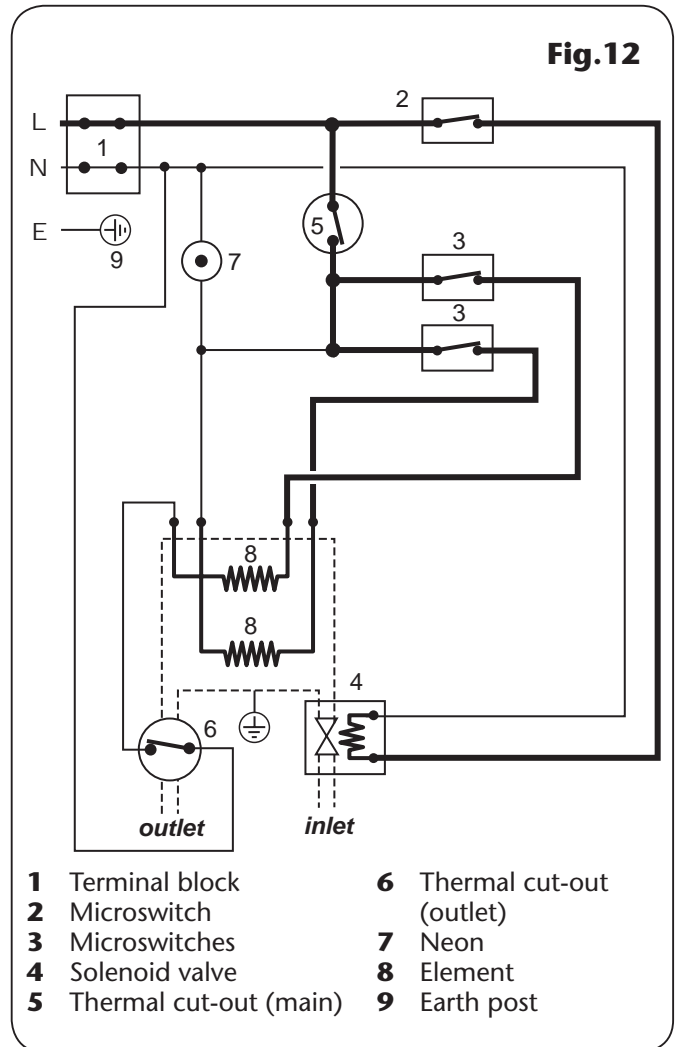 Fig.12
2
L
1
N
5
E
9
7
3
3
8
8
4
6
outlet
inlet
1 Terminal block
2 Microswitch
3 Microswitches
4 Solenoid valve
5 Thermal cut-out (main)
6 Thermal cut-out
(outlet)
7 Neon
8 Element
9 Earth post